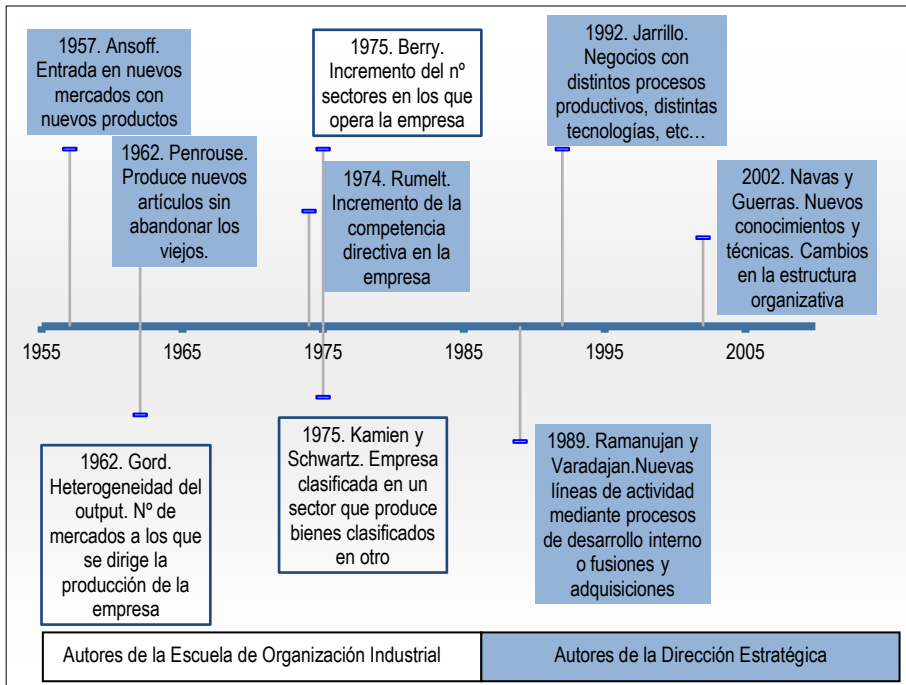 1957. Ansoff.
Entrada en nuevos
mercados con
nuevos productos
1962. Penrouse.
Produce nuevos
artículos sin
abandonar los
viejos.
1975. Berry.
Incremento del nº
sectores en los que
opera la empresa
1974. Rumelt.
Incremento de la
competencia
directiva en la
empresa
1992. Jarrillo.
Negocios con
distintos procesos
productivos, distintas
tecnologías, etc…
2002. Navas y
Guerras. Nuevos
conocimientos y
técnicas. Cambios
en la estructura
organizativa
1955 1965 1975 1985 1995 2005
1962. Gord.
Heterogeneidad del
output. Nº de
mercados a los que
se dirige la
producción de la
empresa
1975. Kamien y
Schwartz. Empresa
clasificada en un
sector que produce
bienes clasificados
en otro
1989. Ramanujan y
Varadajan.Nuevas
líneas de actividad
mediante procesos
de desarrollo interno
o fusiones y
adquisiciones
Autores de la Escuela de Organización Industrial
Autores de la Dirección Estratégica